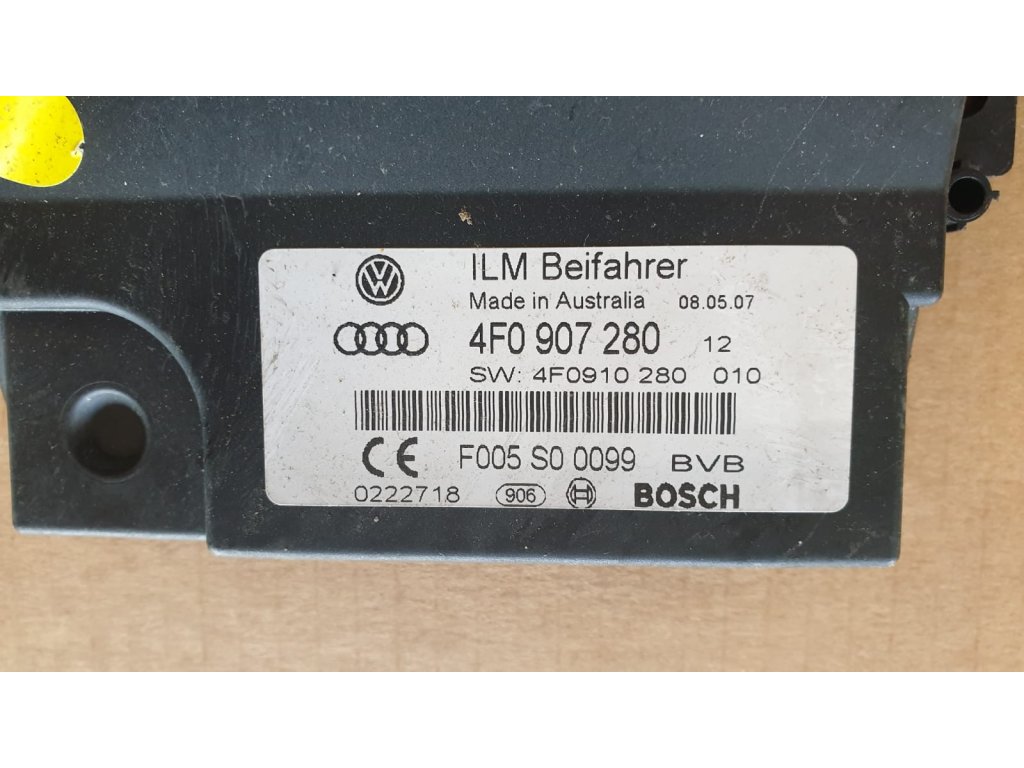 ILM Beifahrer
Made in Australia 08.05.07
4F0 907 280 12
SW: 4F0910 280 010
CE F005 S0 0099 BVB
0222718 906 BOSCH